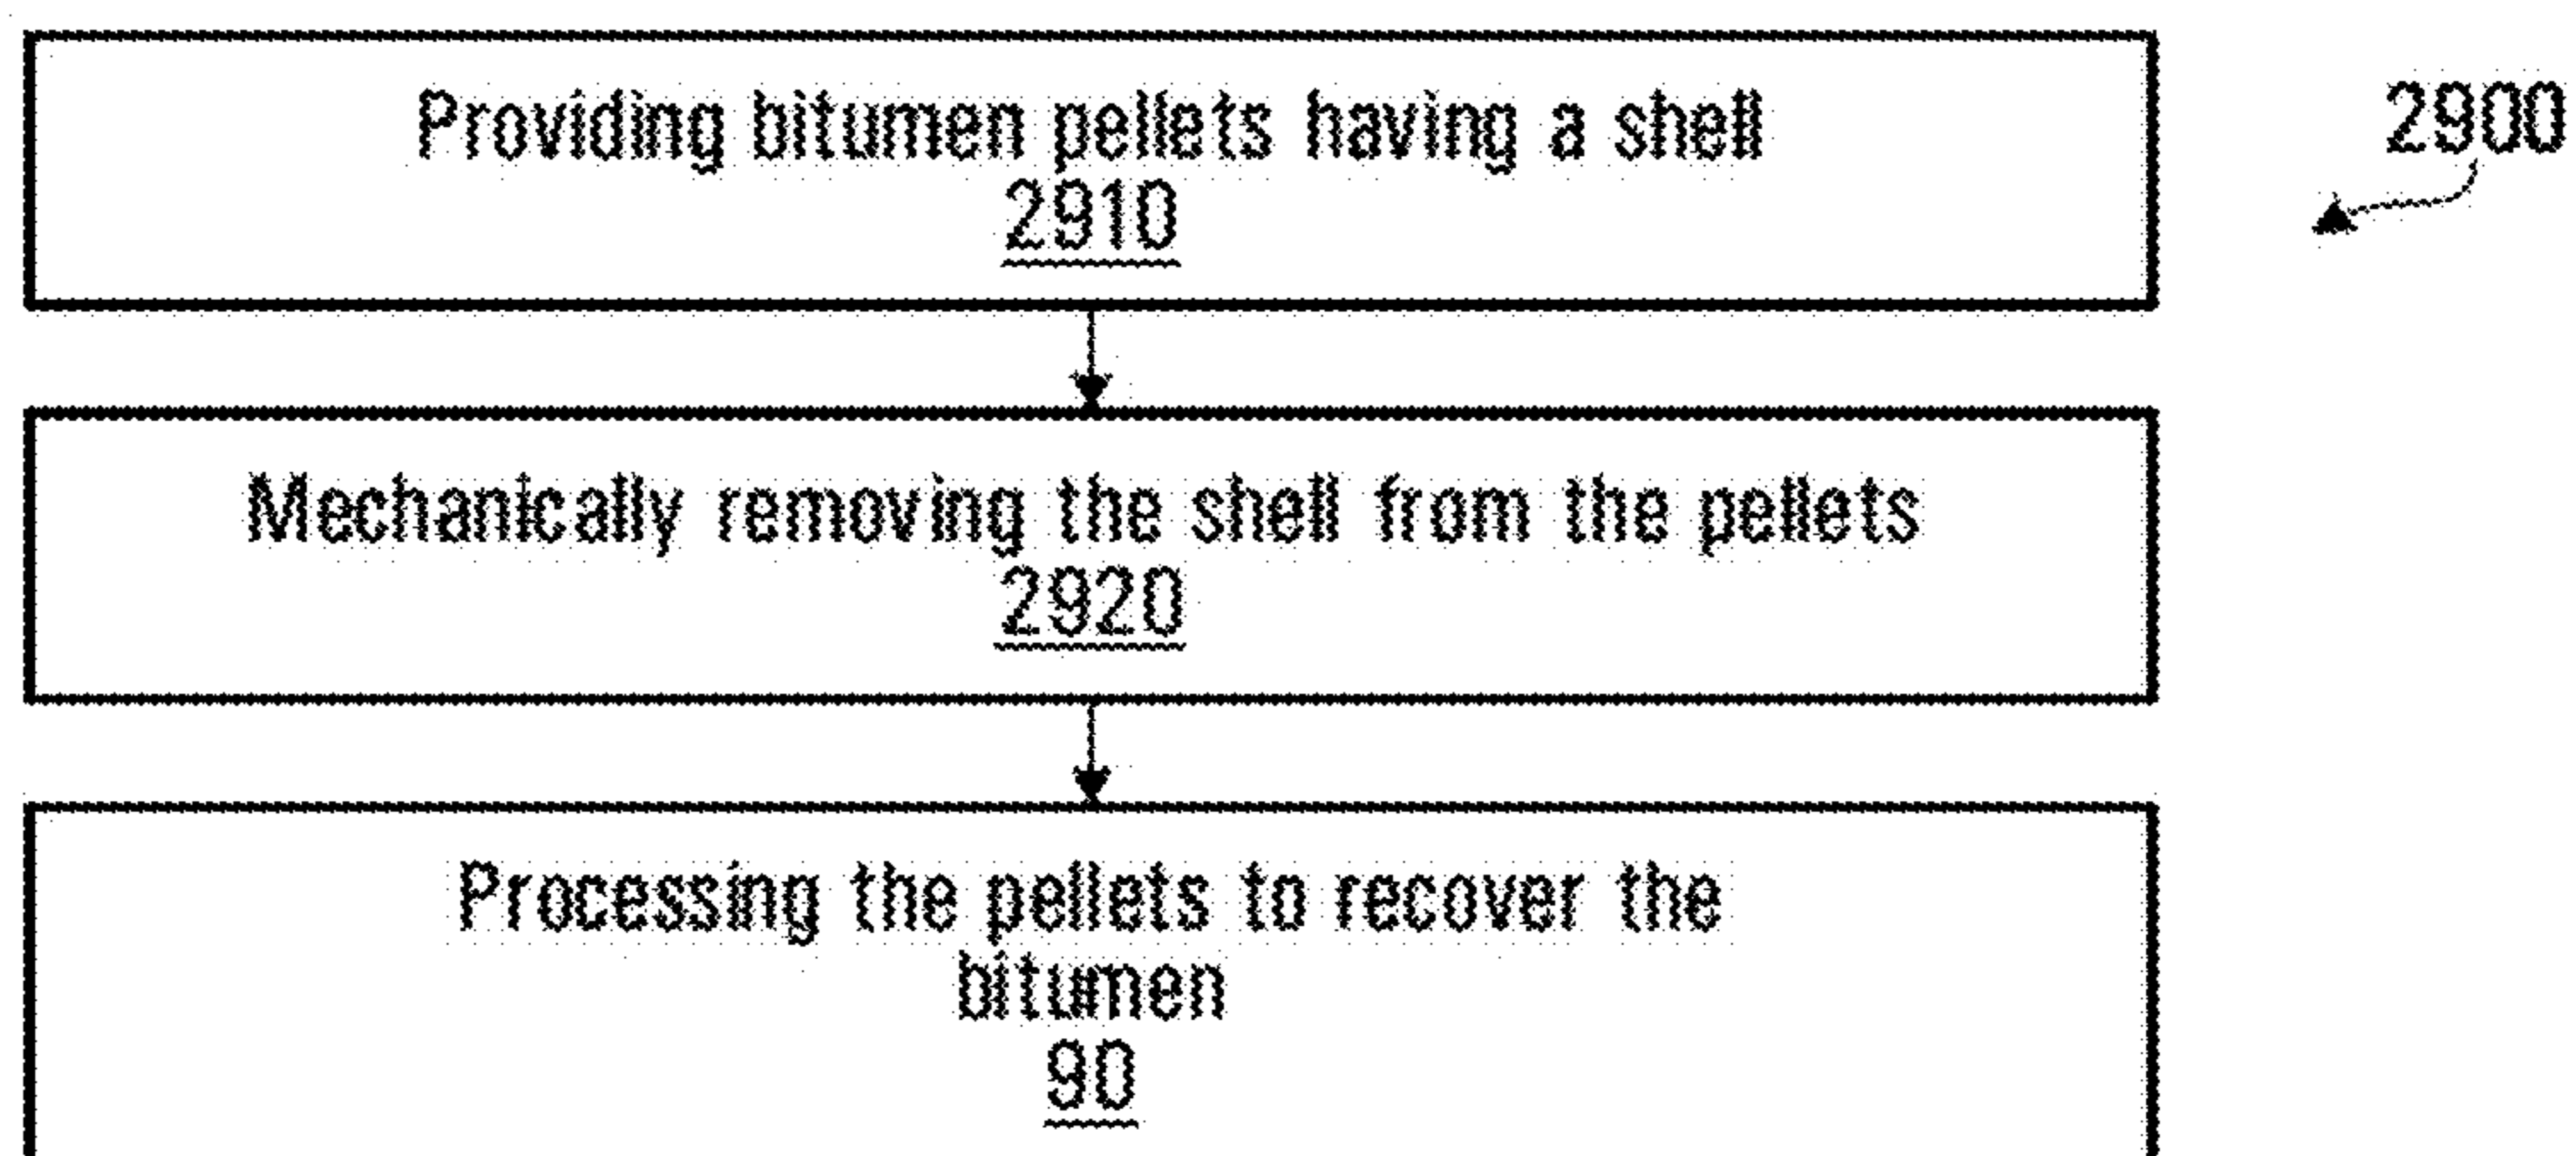 Providing bitumen pellets having a shell
2910
2900
Mechanically removing the shell from the pellets
2920
Processing the pellets to recover the
bitumen
90